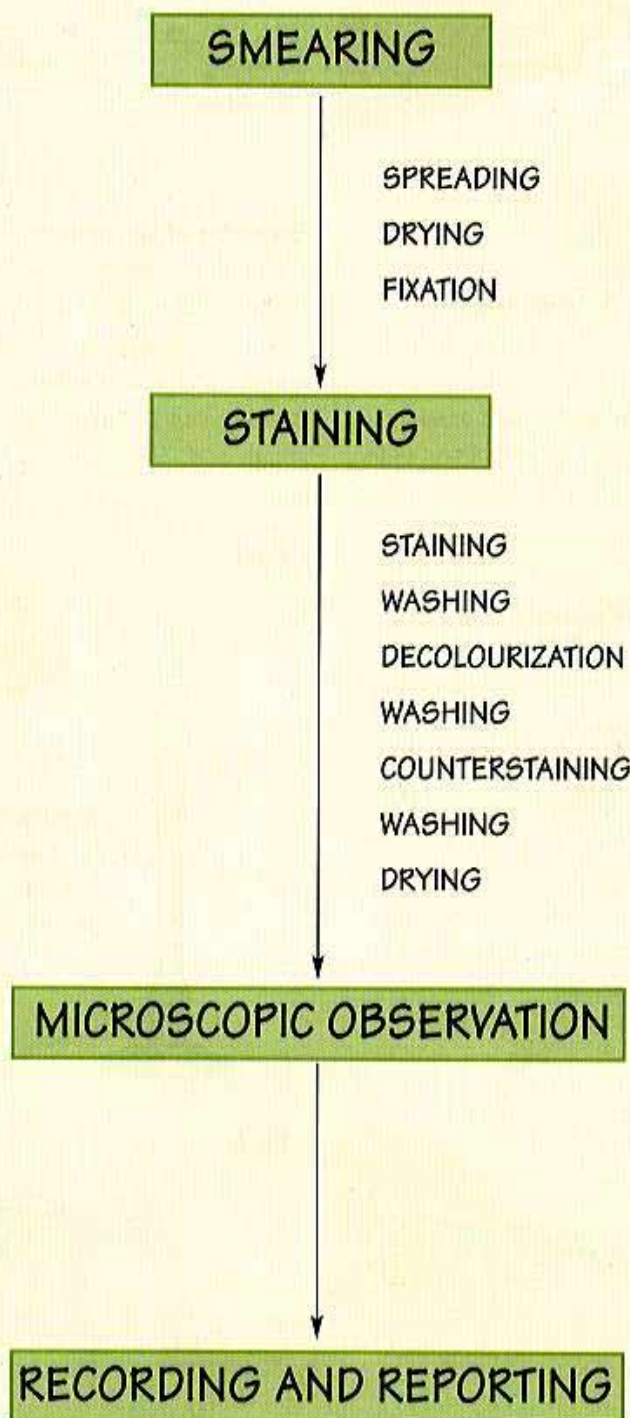 SMEARING
SPREADING
DRYING
FIXATION
STAINING
STAINING
WASHING
DECOLOURIZATION
WASHING
COUNTERSTAINING
WASHING
DRYING
MICROSCOPIC OBSERVATION
RECORDING AND REPORTING